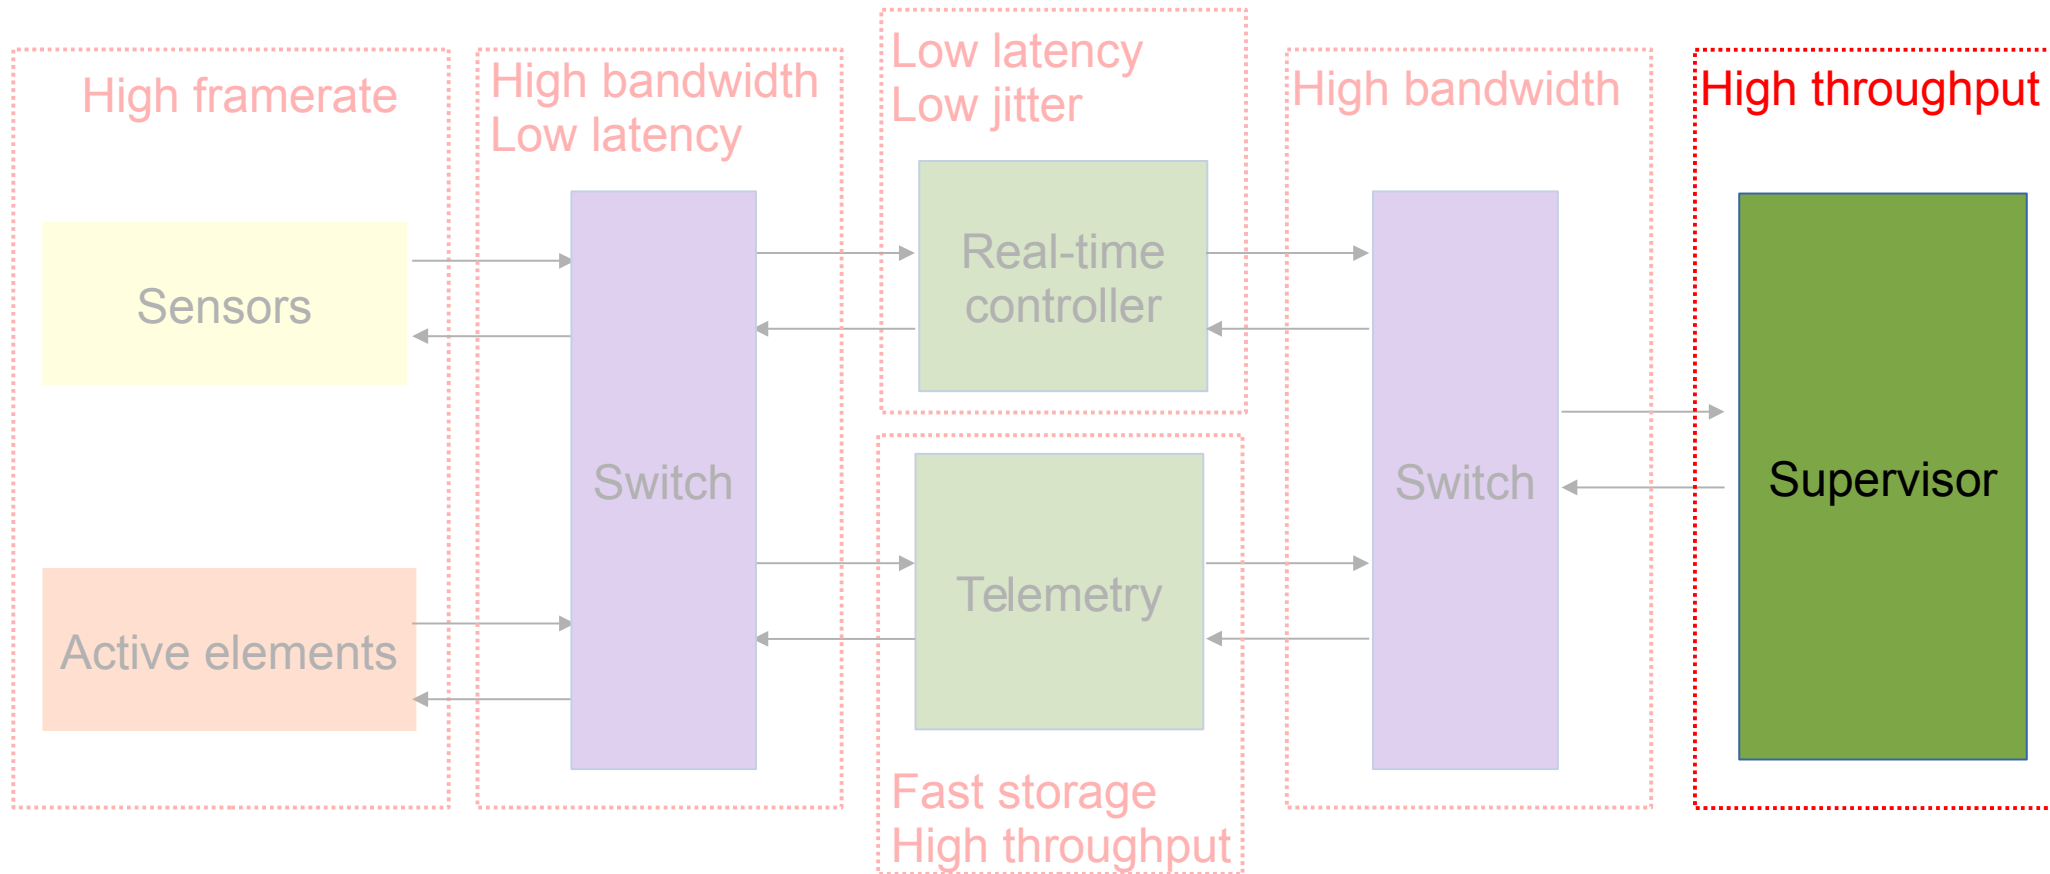 High framerate
Sensors
Active elements
High bandwidth
Low latency
Switch
Low latency
Low jitter
Real-time
controller
Telemetry
Fast storage
High throughput
High bandwidth
Switch
High throughput
Supervisor